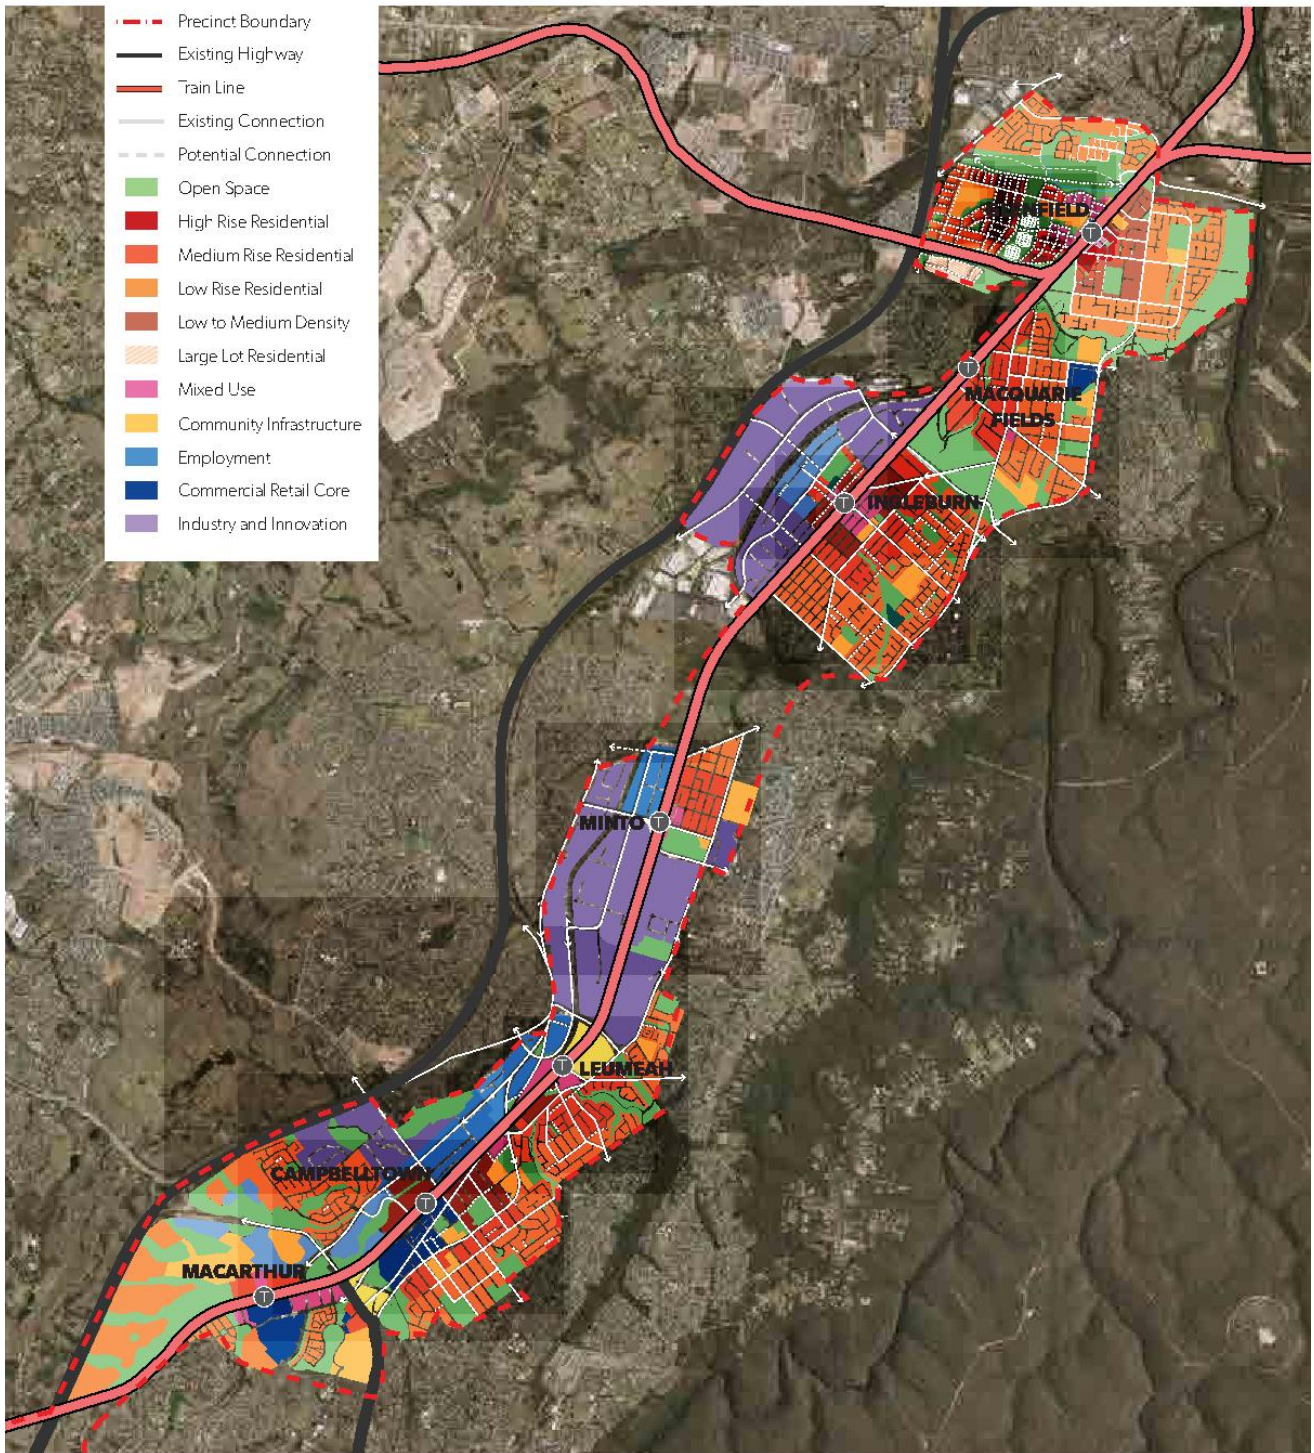 Precinct Boundary
Existing Highway
Train Line
Existing Connection
Potential Connection
Open Space
High Rise Residential
Medium Rise Residential
Low Rise Residential
Low to Medium Density
Large Lot Residential
Mixed Use
Community Infrastructure
Employment
Commercial Retail Core
Industry and Innovation
FIELD
T
T
MACQUARIE
FIELDS
T
INGLEBURN
MINTO
T
T
LEUMEAH
CAMPBELLTOWN
T
MACARTHUR
T